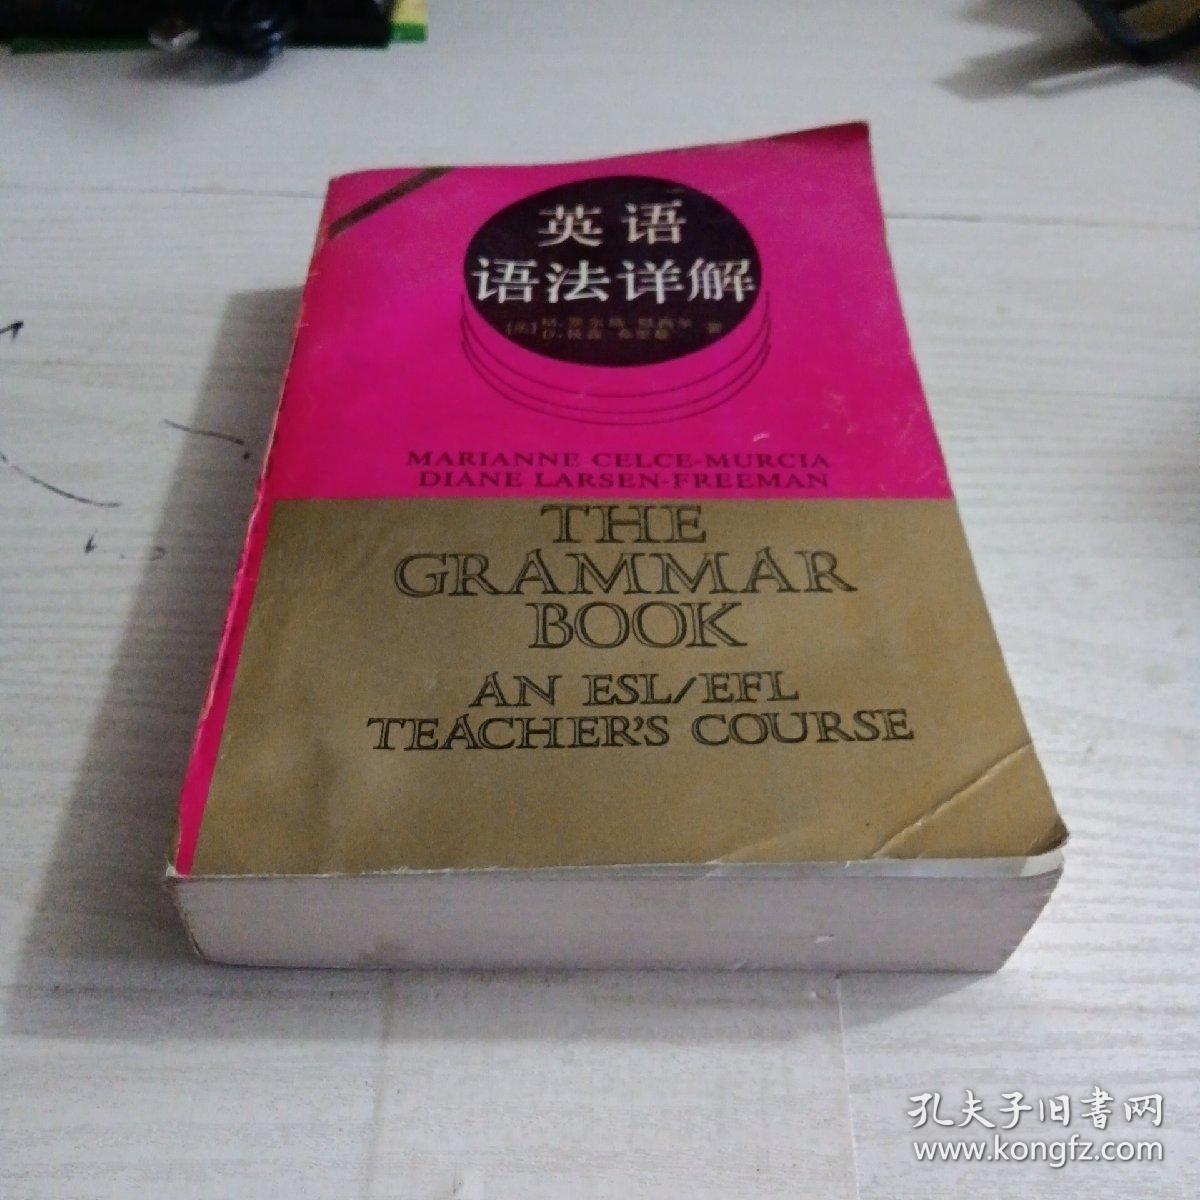 英语
语法详解
MARIANNE CELCE-MURCIA
DIANE LARSEN-FREEMAN
THE
GRAMMAR
BOOK
AN ESL/EFL
TEACHER'S COURSE
孔夫子旧書网
www.kongfz.com